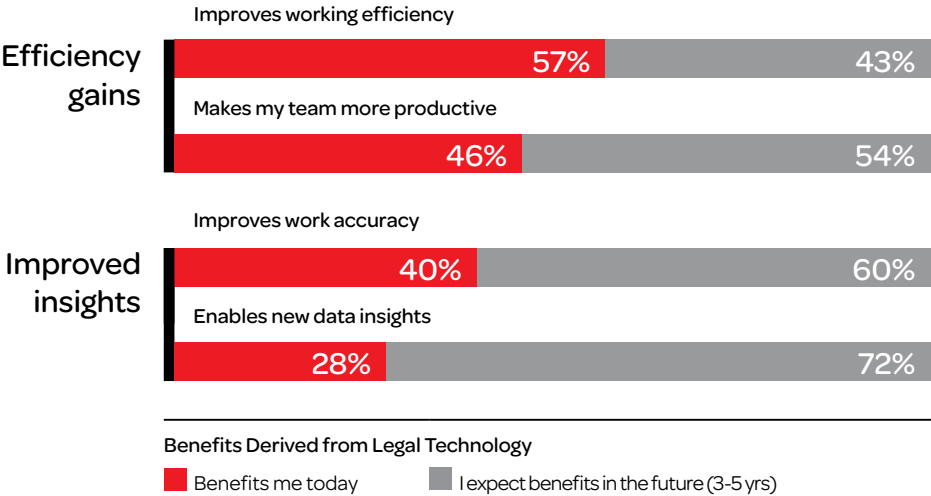 Improves working efficiency
Efficiency
gains
57% 43%
Makes my team more productive
46% 54%
Improves work accuracy
Improved
insights
40% 60%
Enables new data insights
28% 72%
Benefits Derived from Legal Technology
Benefits me today
I expect benefits in the future (3-5 yrs)